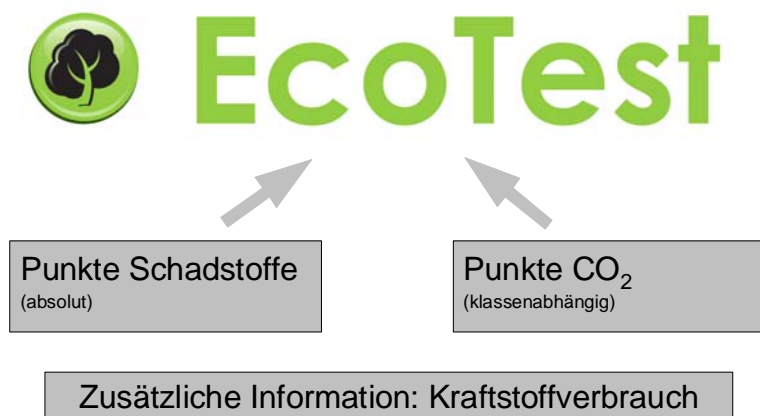 EcoTest
Punkte Schadstoffe
(absolut)
Punkte CO₂
(klassenabhängig)
Zusätzliche Information: Kraftstoffverbrauch